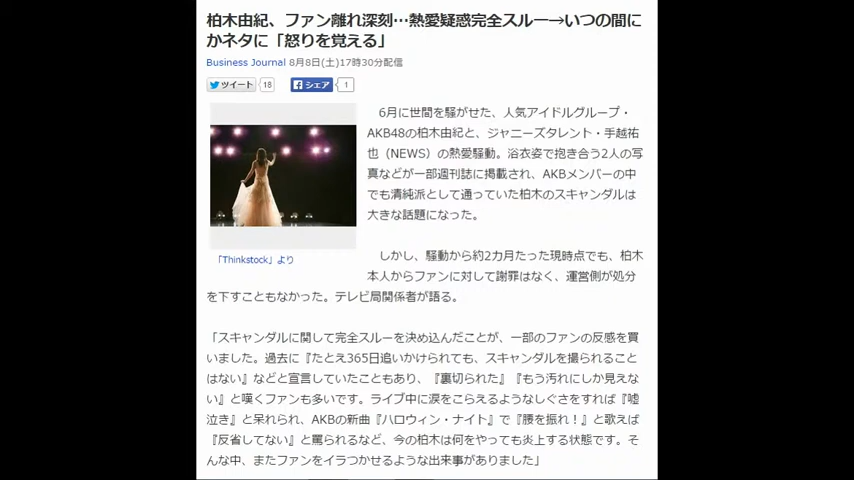 柏木由紀、ファン離れ深刻…熱愛疑惑完全スルー→いつの間に
かネタに「怒りを覚える」
Business Journal 8月8日(土)17時30分配信
ツイート 18 シェア 1
6月に世間を騒がせた、人気アイドルグループ・
AKB48の柏木由紀と、ジャニーズタレント・手越祐
也（NEWS）の熱愛騒動。浴衣姿で抱き合う2人の写
真などが一部週刊誌に掲載され、AKBメンバーの中
でも清純派として通っていた柏木のスキャンダルは
大きな話題になった。
「Thinkstock」より
しかし、騒動から約2カ月たった現時点でも、柏木
本人からファンに対して謝罪はなく、運営側が処分
を下すこともなかった。テレビ局関係者が語る。
「スキャンダルに関して完全スルーを決め込んだことが、一部のファンの反感を買
いました。過去に『たとえ365日追いかけられても、スキャンダルを撮られること
はない』などと宣言していたこともあり、『裏切られた』『もう汚れにしか見えな
い』と嘆くファンも多いです。ライブ中に涙をこらえるようなしぐさをすれば『嘘
泣き』と呆れられ、AKBの新曲『ハロウィン・ナイト』で『腰を振れ！』と歌えば
『反省してない』と罵られるなど、今の柏木は何をやっても炎上する状態です。そ
んな中、またファンをイラつかせるような出来事がありました」